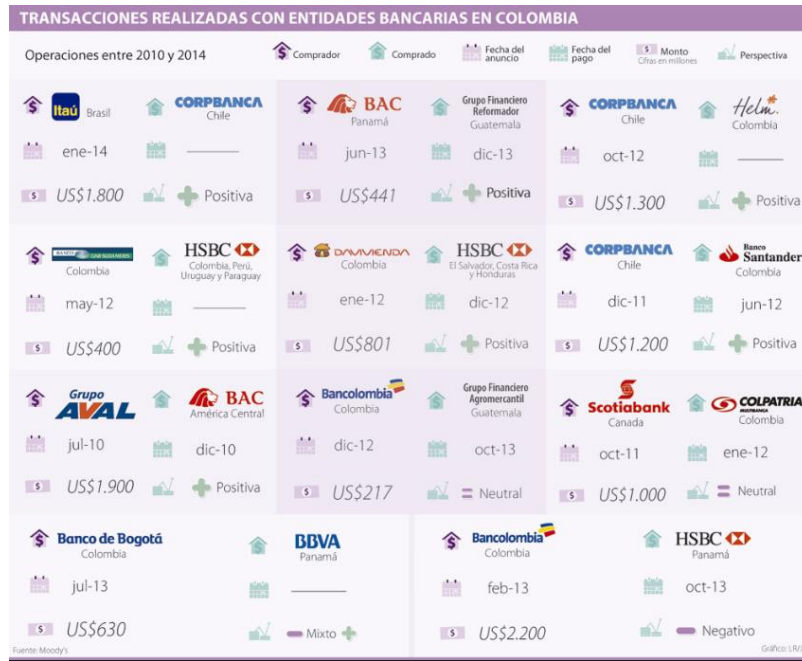 TRANSACCIONES REALIZADAS CON ENTIDADES BANCARIAS EN COLOMBIA
Operaciones entre 2010 y 2014
Comprador
Comprado
Fecha del
anuncio
Fecha del
pago
Monto
Cifras en millones
Perspectiva
Itaú Brasil
CORPBANCA
Chile
ene-14
US$1.800
Positiva
BAC
Panamá
Grupo Financiero
Reformador
Guatemala
jun-13
dic-13
US$441
Positiva
CORPBANCA
Chile
Helm.
Colombia
oct-12
US$1.300
Positiva
BANCO
Colombia
HSBC
Colombia, Perú,
Uruguay y Paraguay
may-12
US$400
Positiva
DAVIVIENDA
Colombia
HSBC
El Salvador, Costa Rica
y Honduras
ene-12
dic-12
US$801
Positiva
CORPBANCA
Chile
Banco
Santander
Colombia
dic-11
jun-12
US$1.200
Positiva
Grupo
AVAL
BAC
América Central
jul-10
dic-10
US$1.900
Positiva
Bancolombia
Colombia
Grupo Financiero
Agromercantil
Guatemala
dic-12
oct-13
US$217
Neutral
Scotiabank
Canada
COLPATRIA
MULTIBANCA
Colombia
oct-11
ene-12
US$1.000
Neutral
Banco de Bogotá
Colombia
BBVA
Panamá
jul-13
US$630
Mixto
Bancolombia
Colombia
HSBC
Panamá
feb-13
oct-13
US$2.200
Negativo
Fuente: Moody's
Gráfico: LR/